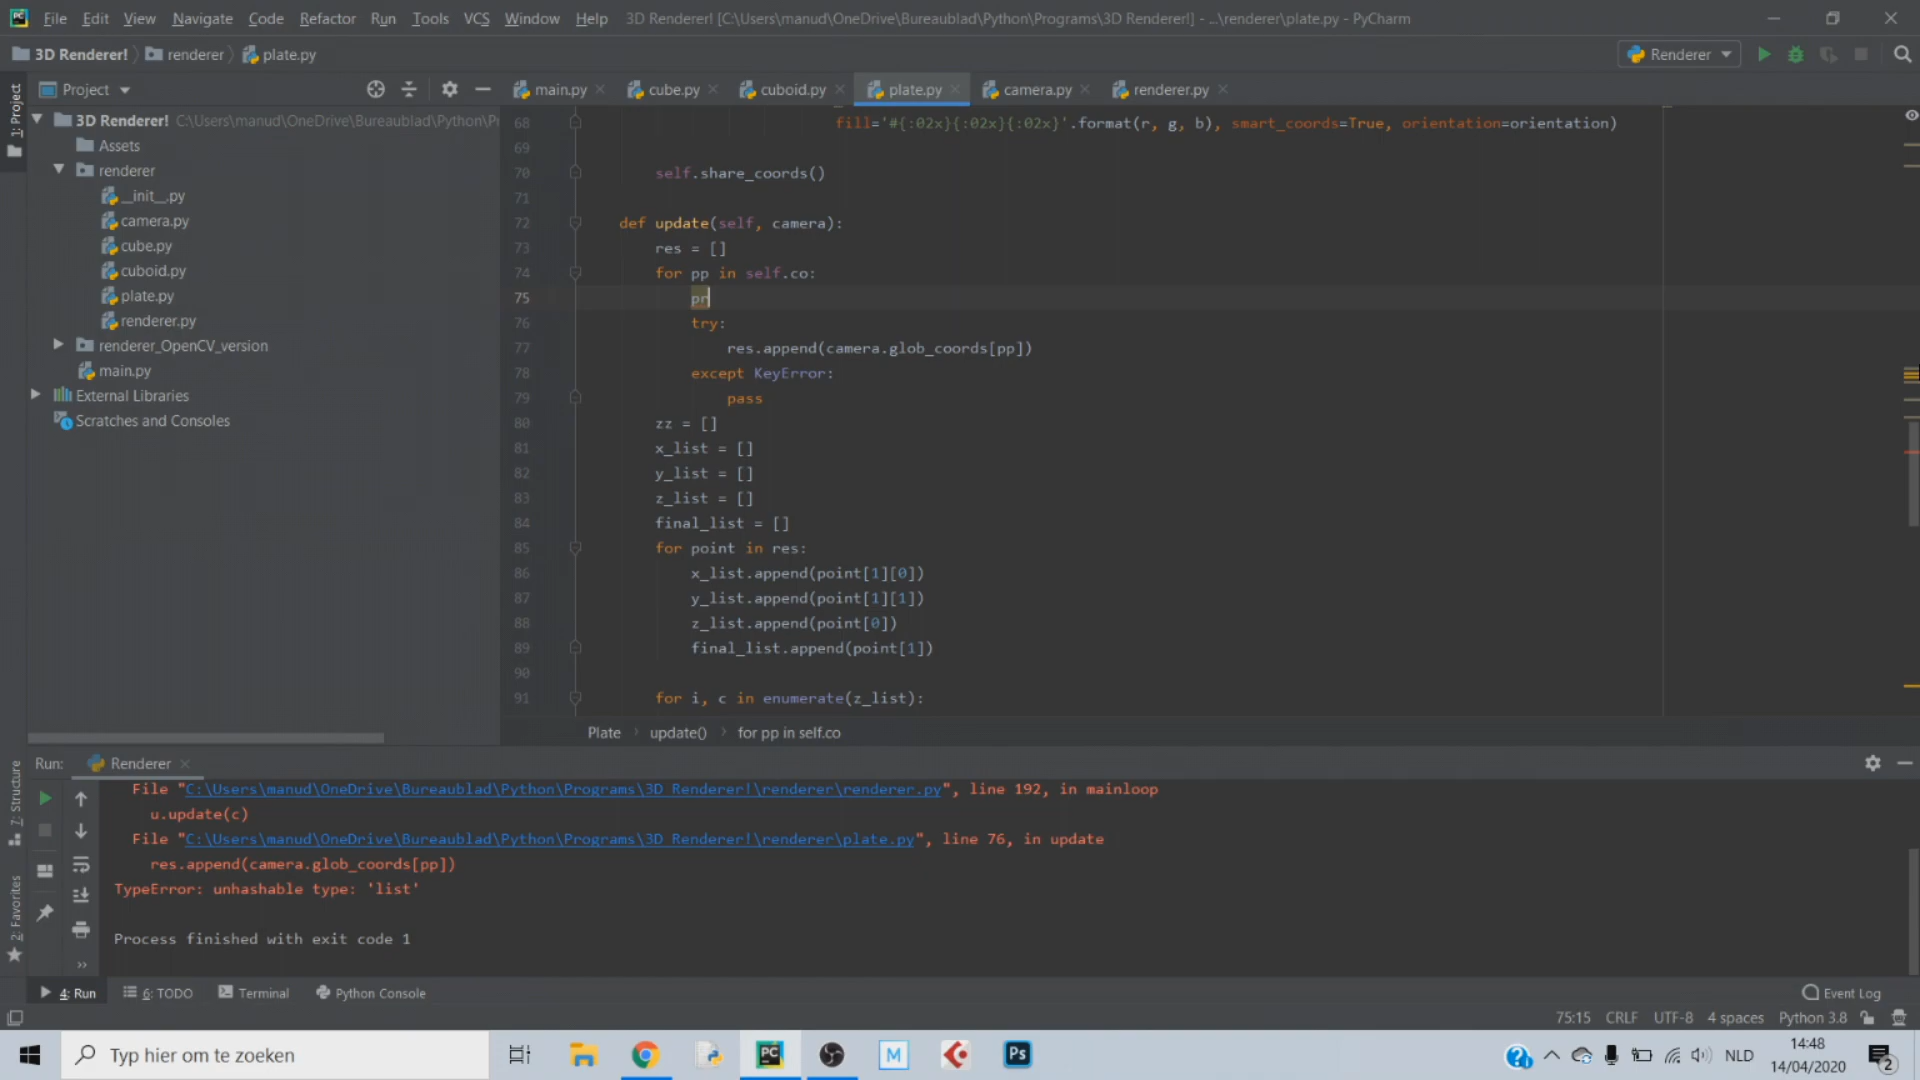 File Edit View Navigate Code Refactor Run Tools VCS Window Help 3D Renderer! [C:\Users\manud\OneDrive\Bureaublad\Python\Programs\3D Renderer!] - ...\renderer\plate.py - PyCharm
3D Renderer! renderer plate.py Renderer
Project main.py cube.py cuboid.py plate.py camera.py renderer.py
1: Project
3D Renderer! C:\Users\manud\OneDrive\Bureaublad\Python\Pr
Assets
renderer
__init__.py
camera.py
cube.py
cuboid.py
plate.py
renderer.py
renderer_OpenCV_version
main.py
External Libraries
Scratches and Consoles
68 fill='#{:02x}{:02x}{:02x}'.format(r, g, b), smart_coords=True, orientation=orientation)
69
70 self.share_coords()
71
72 def update(self, camera):
73 res = []
74 for pp in self.co:
75 pr
76 try:
77 res.append(camera.glob_coords[pp])
78 except KeyError:
79 pass
80 zz = []
81 x_list = []
82 y_list = []
83 z_list = []
84 final_list = []
85 for point in res:
86 x_list.append(point[1][0])
87 y_list.append(point[1][1])
88 z_list.append(point[0])
89 final_list.append(point[1])
90
91 for i, c in enumerate(z_list):
Plate update() for pp in self.co
Run: Renderer
File "C:\Users\manud\OneDrive\Bureaublad\Python\Programs\3D Renderer!\renderer\renderer.py", line 192, in mainloop
u.update(c)
File "C:\Users\manud\OneDrive\Bureaublad\Python\Programs\3D Renderer!\renderer\plate.py", line 76, in update
res.append(camera.glob_coords[pp])
TypeError: unhashable type: 'list'
Process finished with exit code 1
7: Structure
2: Favorites
4: Run 6: TODO Terminal Python Console Event Log
75:15 CRLF UTF-8 4 spaces Python 3.8
Typ hier om te zoeken
PC M Ps
NLD
14:48
14/04/2020
2